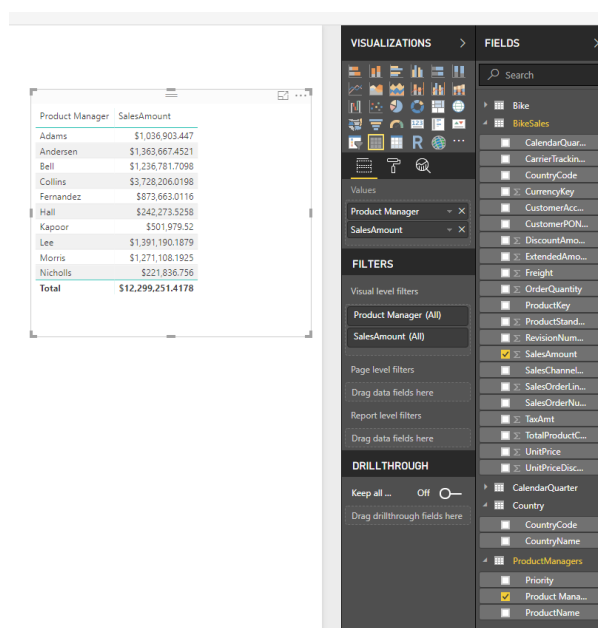 Product Manager SalesAmount
Adams $1,036,903.447
Andersen $1,363,667.4521
Bell $1,236,781.7098
Collins $3,728,206.0198
Fernandez $873,663.0116
Hall $242,273.5258
Kapoor $501,979.52
Lee $1,391,190.1879
Morris $1,271,108.1925
Nicholls $221,836.756
Total $12,299,251.4178
VISUALIZATIONS
R
Values
Product Manager
SalesAmount
FILTERS
Visual level filters
Product Manager (All)
SalesAmount (All)
Page level filters
Drag data fields here
Report level filters
Drag data fields here
DRILLTHROUGH
Keep all ... Off
Drag drillthrough fields here
FIELDS
Search
Bike
BikeSales
CalendarQuar...
CarrierTrackin...
CountryCode
Σ CurrencyKey
CustomerAcc...
CustomerPON...
Σ DiscountAmo...
Σ ExtendedAmo...
Σ Freight
Σ OrderQuantity
ProductKey
Σ ProductStand...
Σ RevisionNum...
Σ SalesAmount
SalesChannel...
SalesOrderLin...
SalesOrderNu...
Σ TaxAmt
Σ TotalProductC...
Σ UnitPrice
Σ UnitPriceDisc...
CalendarQuarter
Country
CountryCode
CountryName
ProductManagers
Priority
Product Mana...
ProductName